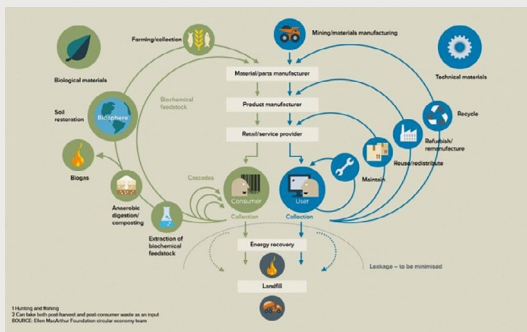 Farming/collection
Mining/materials manufacturing
Biological materials
Technical materials
Material/parts manufacturer
Biochemical
feedstock
Product manufacturer
Recycle
Soil
restoration
Biosphere
Retail/service provider
Refurbish/
remanufacture
Reuse/redistribute
Biogas
Cascades
Maintain
Consumer
User
Anaerobic
digestion/
composting
Collection
Collection
Extraction of
biochemical
feedstock
Energy recovery
Leakage – to be minimised
Landfill
1 Hunting and fishing
2 Can take both post-harvest and post-consumer waste as an input
SOURCE: Ellen MacArthur Foundation circular economy team